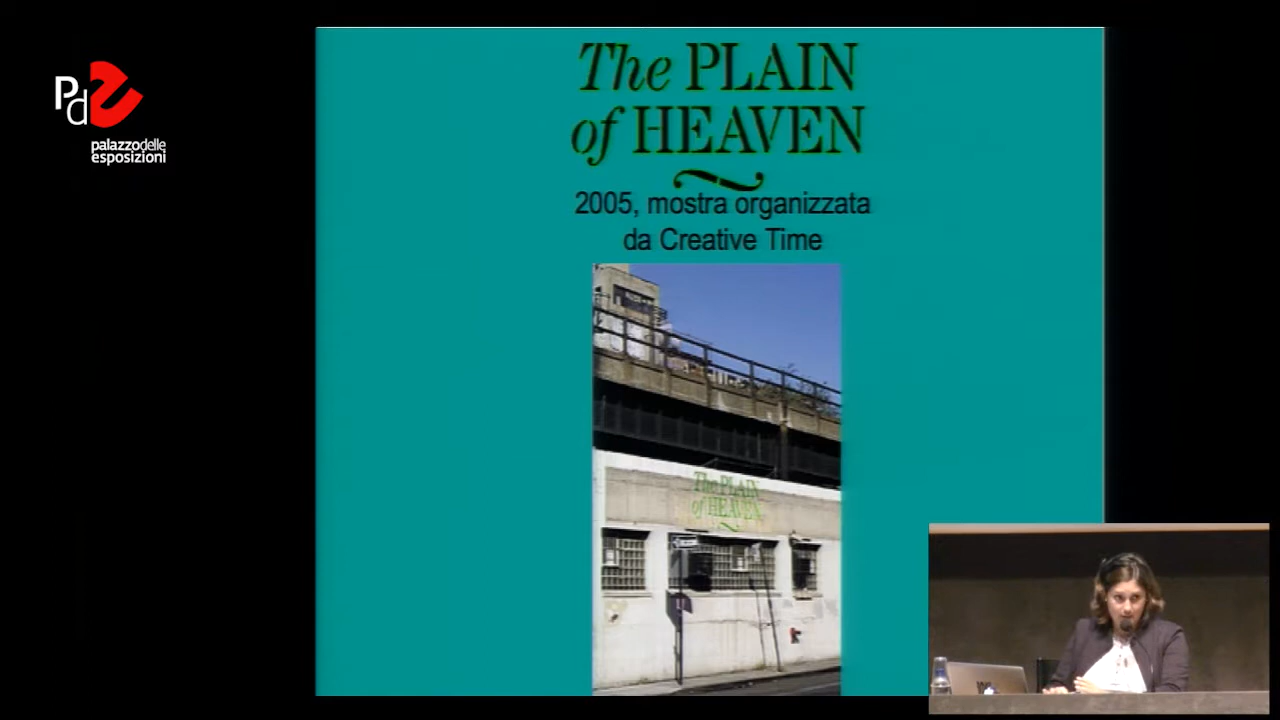 Pd
palazzodelle
esposizioni
The PLAIN
of HEAVEN
2005, mostra organizzata
da Creative Time
The PLAIN
of HEAVEN